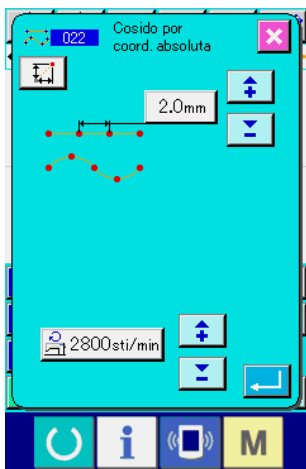 022
Cosido por
coord. absoluta
2.0mm
2800sti/min
i
M